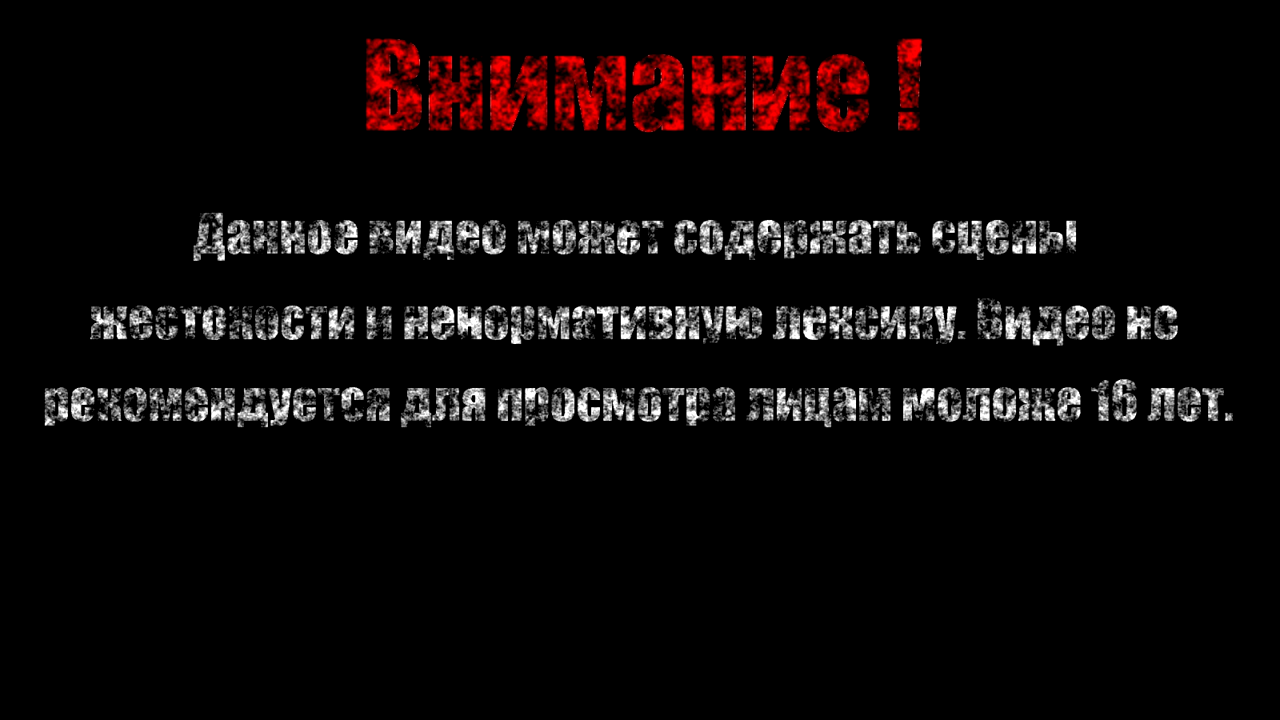 Внимание !
Данное видео может содержать сцены
жестокости и ненормативную лексику. Видео не
рекомендуется для просмотра лицам моложе 16 лет.